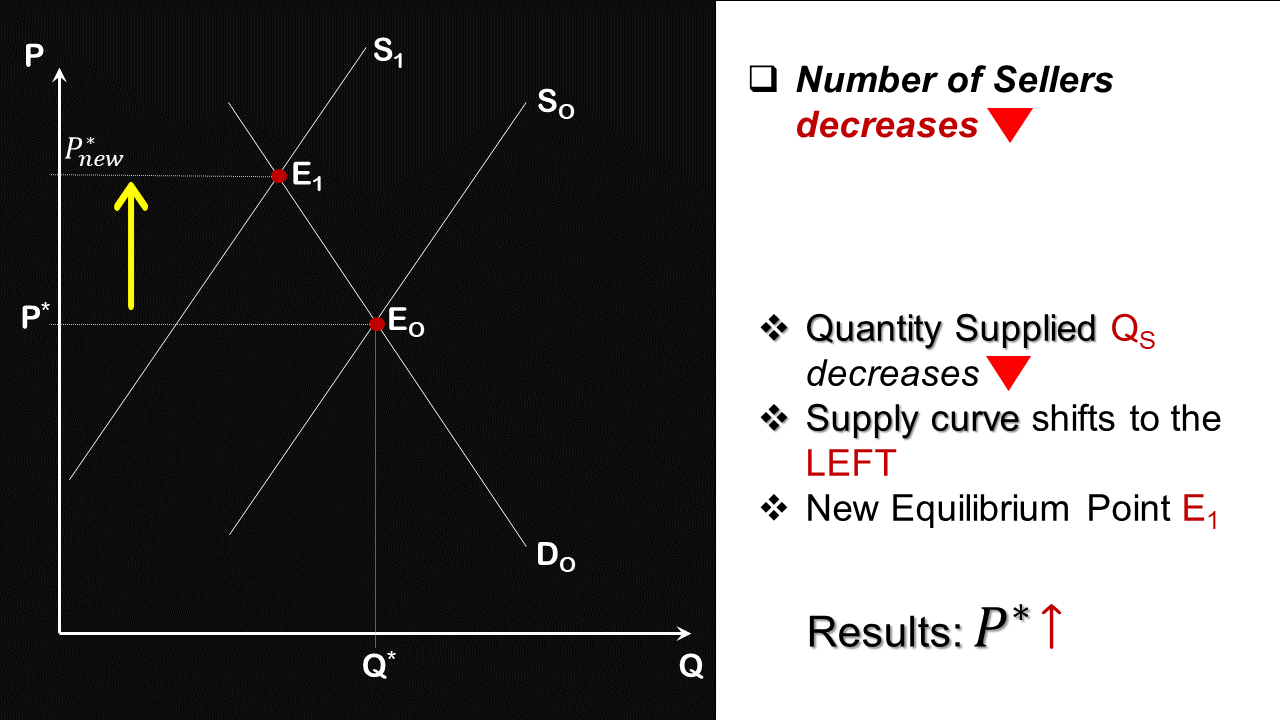 P
S₁
Sₒ
P*new
E₁
P*
Eₒ
Dₒ
Q*
Q
❑ Number of Sellers
decreases ▼
❖ Quantity Supplied Qₛ
decreases ▼
❖ Supply curve shifts to the
LEFT
❖ New Equilibrium Point E₁
Results: P* ↑